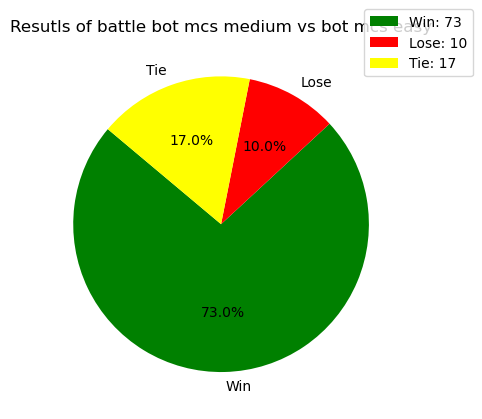 Resutls of battle bot mcs medium vs bot mcs easy
Win: 73
Lose: 10
Tie: 17
Tie
Lose
17.0%
10.0%
73.0%
Win